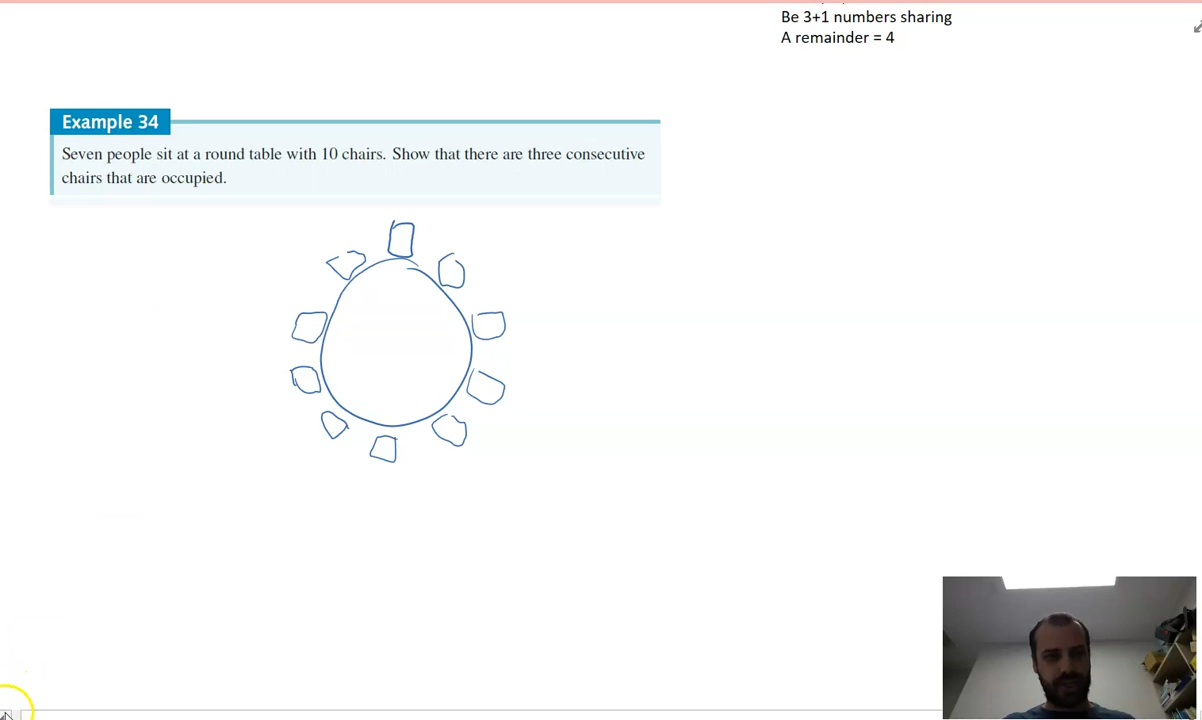 Be 3+1 numbers sharing
A remainder = 4
Example 34
Seven people sit at a round table with 10 chairs. Show that there are three consecutive
chairs that are occupied.